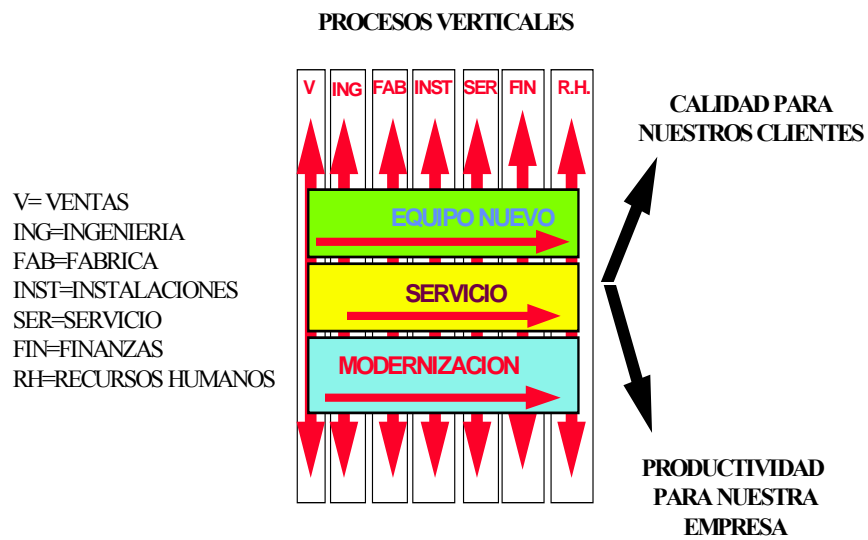 PROCESOS VERTICALES
V ING FAB INST SER FIN R.H.
CALIDAD PARA
NUESTROS CLIENTES
V= VENTAS
ING=INGENIERIA
FAB=FABRICA
INST=INSTALACIONES
SER=SERVICIO
FIN=FINANZAS
RH=RECURSOS HUMANOS
EQUIPO NUEVO
SERVICIO
MODERNIZACION
PRODUCTIVIDAD
PARA NUESTRA
EMPRESA